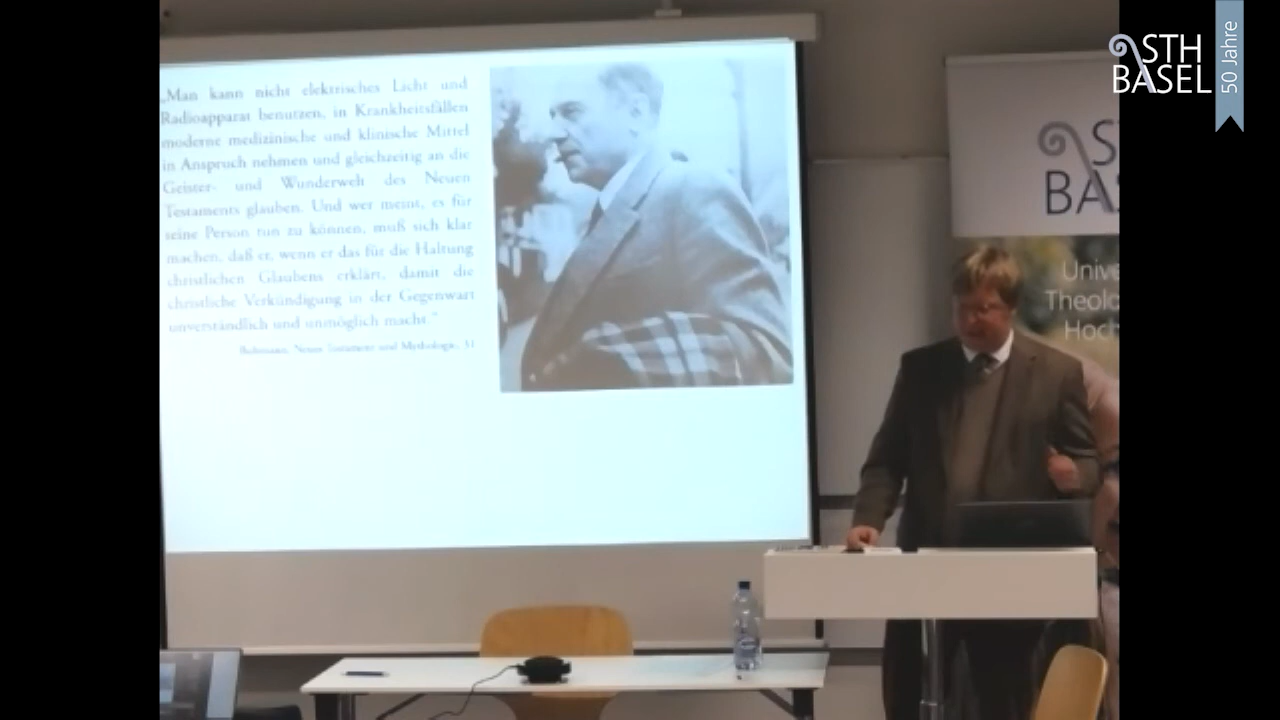 „Man kann nicht elektrisches Licht und
Radioapparat benutzen, in Krankheitsfällen
moderne medizinische und klinische Mittel
in Anspruch nehmen und gleichzeitig an die
Geister- und Wunderwelt des Neuen
Testaments glauben. Und wer meint, es für
seine Person tun zu können, muß sich klar
machen, daß er, wenn er das für die Haltung
christlichen Glaubens erklärt, damit die
christliche Verkündigung in der Gegenwart
unverständlich und unmöglich macht.“
Bultmann, Neues Testament und Mythologie, 31
STH
BASEL
50 Jahre
S
BAS
Unive
Theolo
Hoch